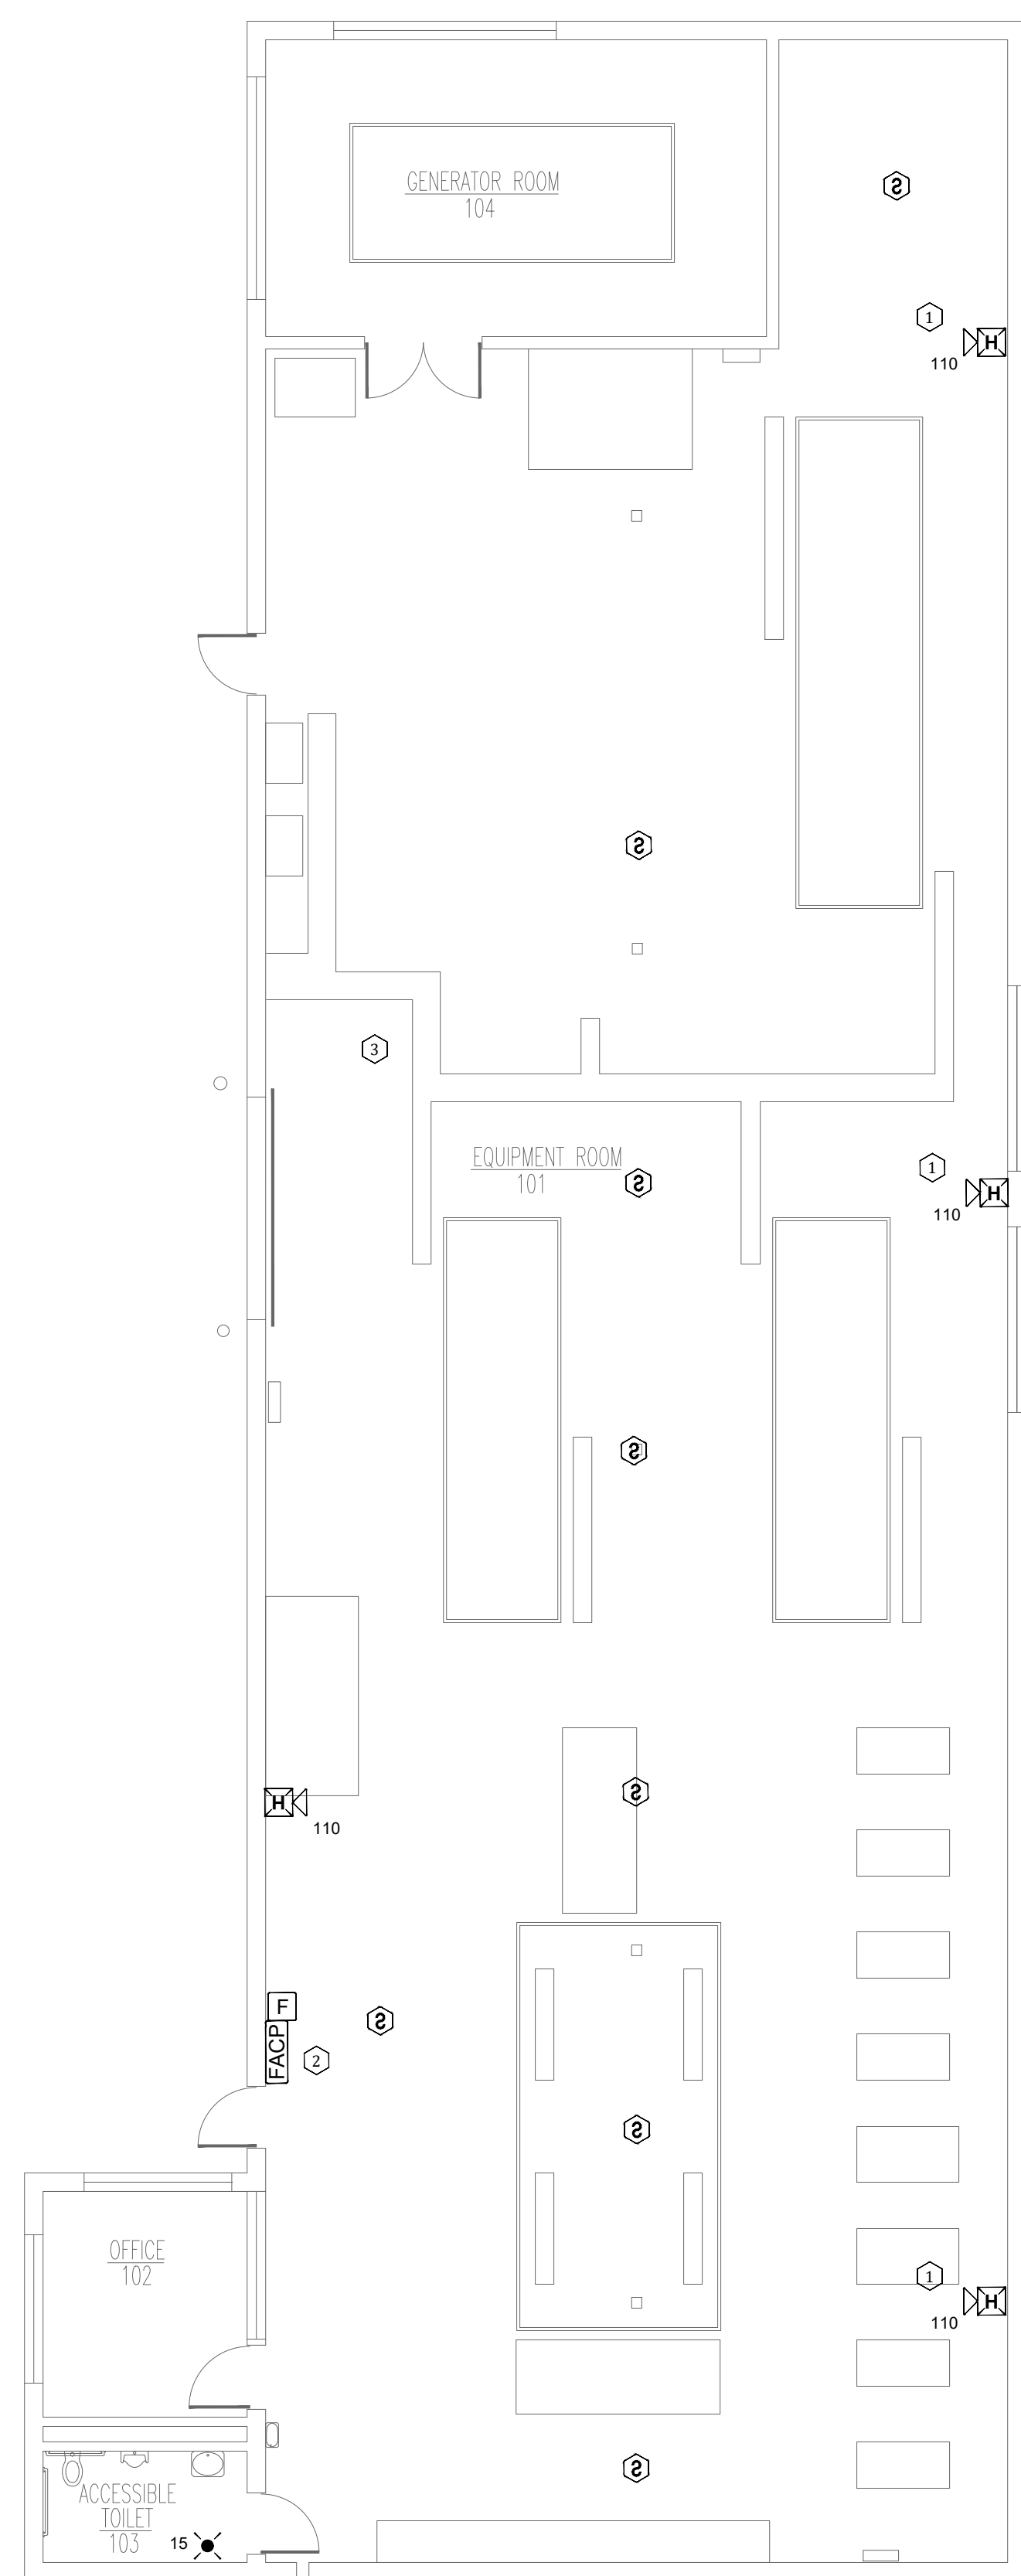 GENERATOR ROOM
104
S
1
H
110
S
3
EQUIPMENT ROOM
101
S
1
H
110
S
S
H
110
F
S
FACP
2
S
OFFICE
102
1
H
110
S
ACCESSIBLE
TOILET
103
15